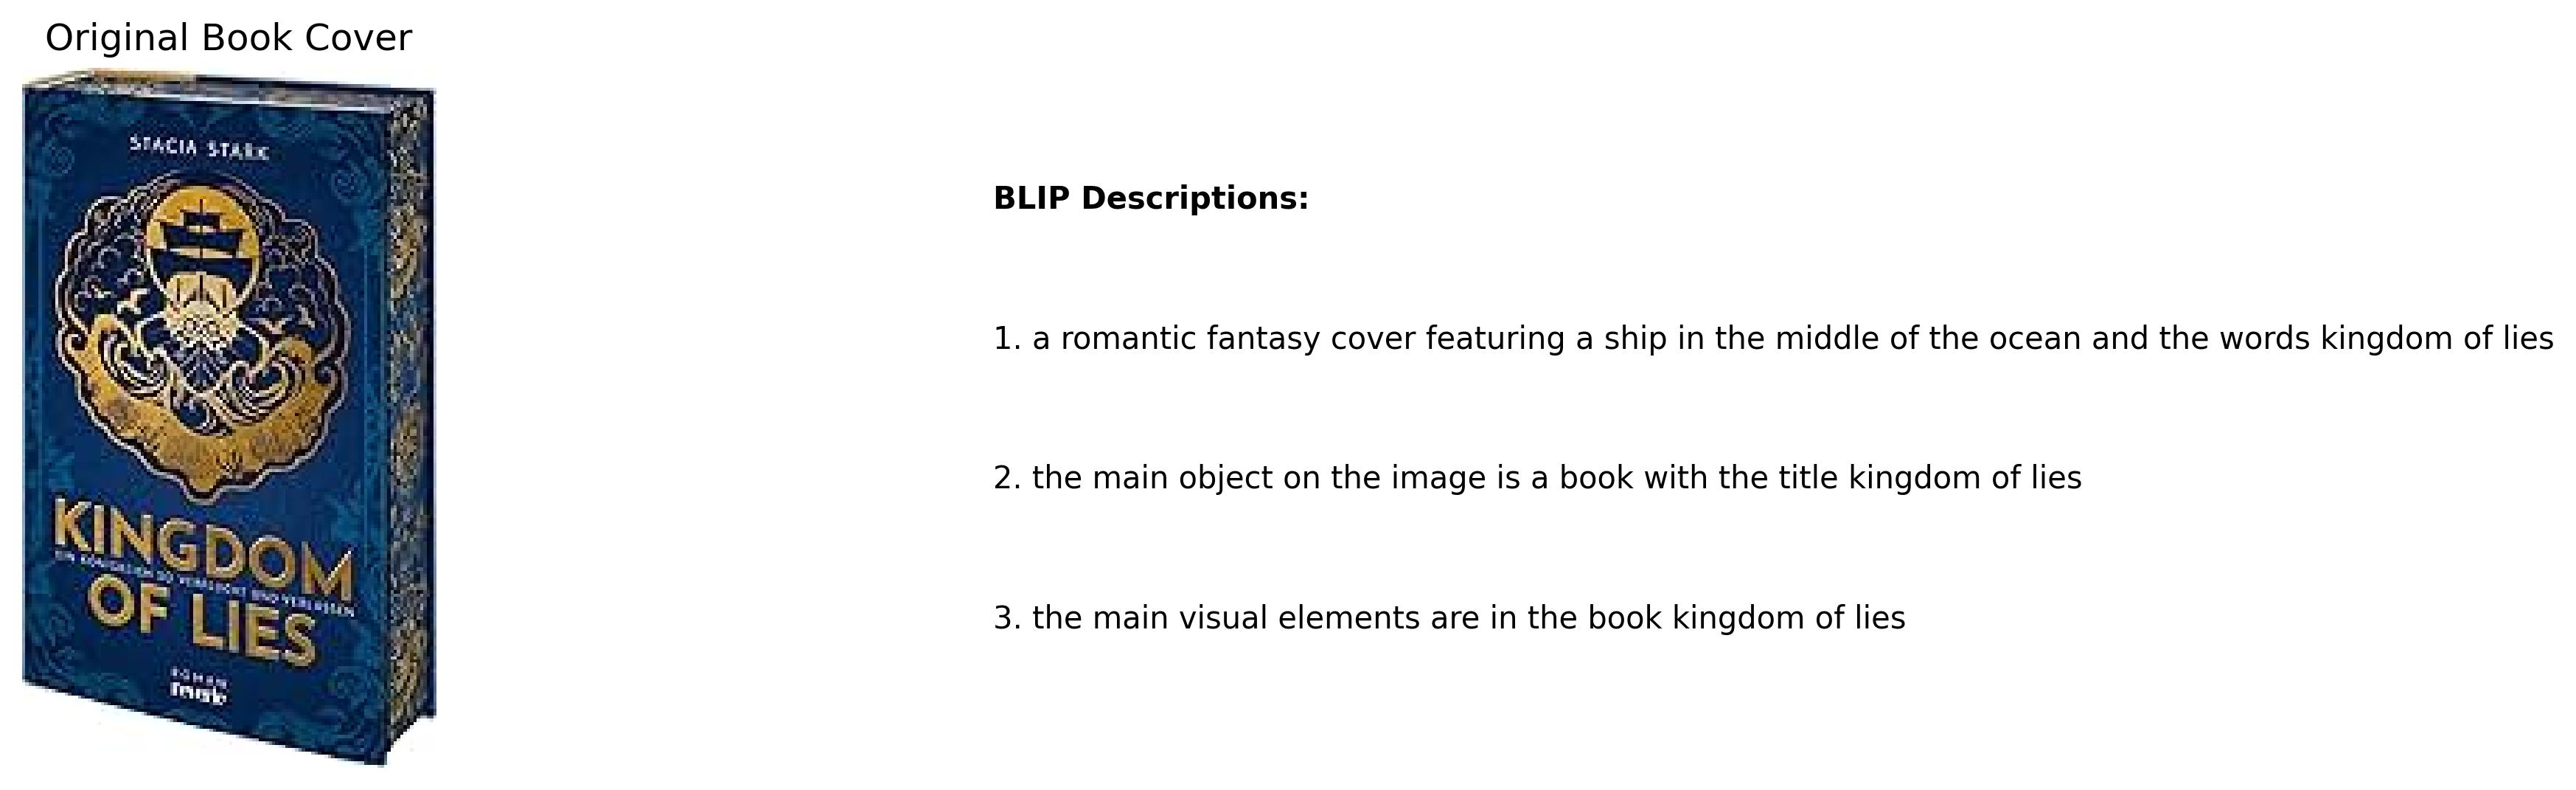 Original Book Cover
STACIA STARK
KINGDOM
EIN KÖNIGREICH SO VERFLUCHT UND VERLASSEN
OF LIES
ROMAN
BLIP Descriptions:
1. a romantic fantasy cover featuring a ship in the middle of the ocean and the words kingdom of lies
2. the main object on the image is a book with the title kingdom of lies
3. the main visual elements are in the book kingdom of lies